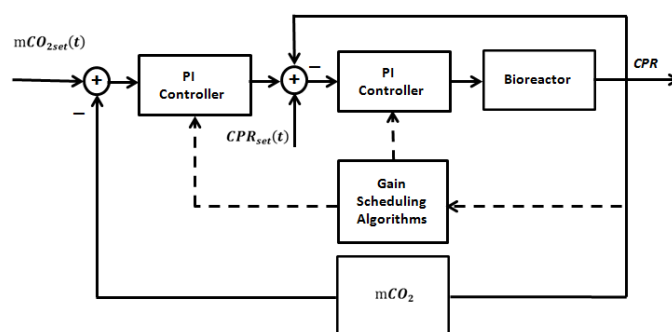 mCO₂set(t)
PI
Controller
CPRset(t)
PI
Controller
Bioreactor
CPR
Gain
Scheduling
Algorithms
mCO₂
+
−
+
−